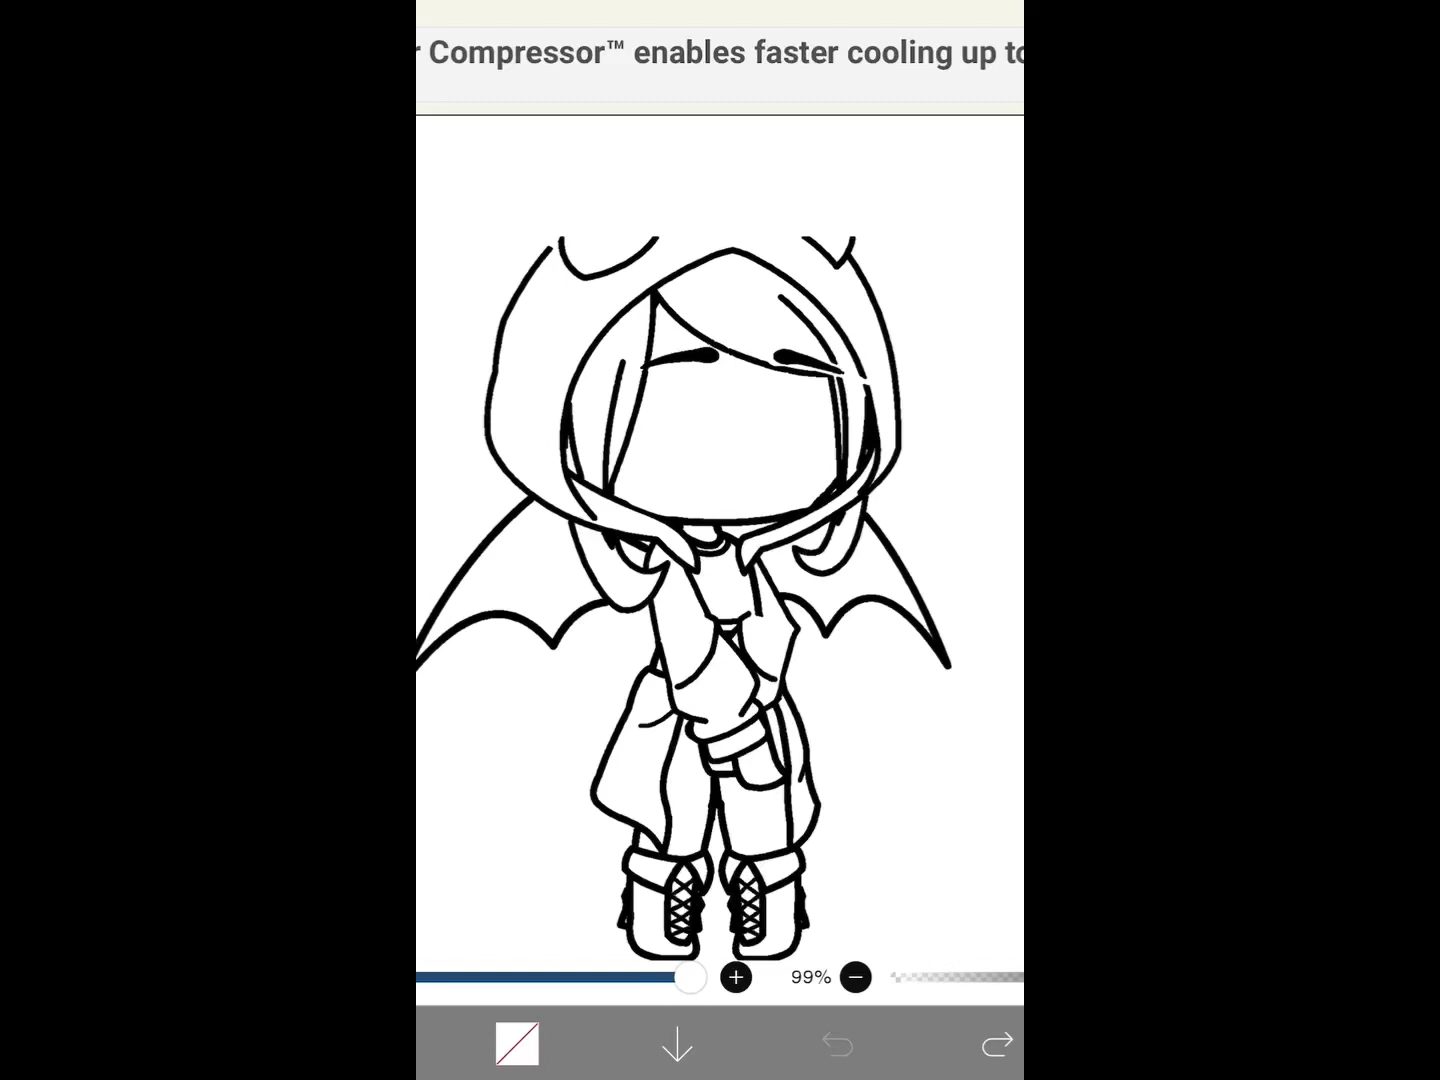 Compressor™ enables faster cooling up to
99%